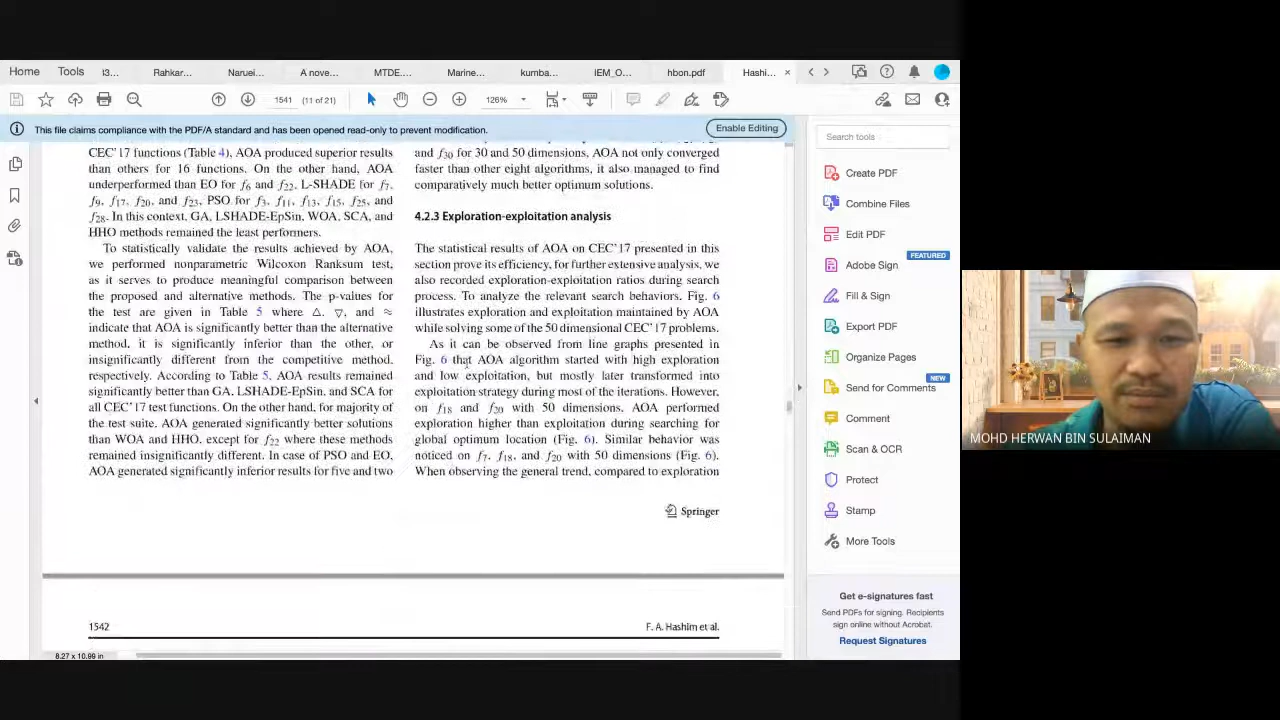 Home
Tools
i3...
Rahkar...
Naruei...
A nove...
MTDE....
Marine...
kumba...
IEM_O...
hbon.pdf
Hashi...
1541
(11 of 21)
126%
This file claims compliance with the PDF/A standard and has been opened read-only to prevent modification.
Enable Editing
CEC'17 functions (Table 4), AOA produced superior results
than others for 16 functions. On the other hand, AOA
underperformed than EO for f6 and f22, L-SHADE for f7,
f9, f17, f20, and f23, PSO for f3, f11, f13, f15, f25, and
f28. In this context, GA, LSHADE-EpSin, WOA, SCA, and
HHO methods remained the least performers.
To statistically validate the results achieved by AOA,
we performed nonparametric Wilcoxon Ranksum test,
as it serves to produce meaningful comparison between
the proposed and alternative methods. The p-values for
the test are given in Table 5 where △, ▽, and ≈
indicate that AOA is significantly better than the alternative
method, it is significantly inferior than the other, or
insignificantly different from the competitive method,
respectively. According to Table 5, AOA results remained
significantly better than GA, LSHADE-EpSin, and SCA for
all CEC'17 test functions. On the other hand, for majority of
the test suite, AOA generated significantly better solutions
than WOA and HHO, except for f22 where these methods
remained insignificantly different. In case of PSO and EO,
AOA generated significantly inferior results for five and two
and f30 for 30 and 50 dimensions, AOA not only converged
faster than other eight algorithms, it also managed to find
comparatively much better optimum solutions.
4.2.3 Exploration-exploitation analysis
The statistical results of AOA on CEC'17 presented in this
section prove its efficiency, for further extensive analysis, we
also recorded exploration-exploitation ratios during search
process. To analyze the relevant search behaviors, Fig. 6
illustrates exploration and exploitation maintained by AOA
while solving some of the 50 dimensional CEC'17 problems.
As it can be observed from line graphs presented in
Fig. 6 that AOA algorithm started with high exploration
and low exploitation, but mostly later transformed into
exploitation strategy during most of the iterations. However,
on f18 and f20 with 50 dimensions, AOA performed
exploration higher than exploitation during searching for
global optimum location (Fig. 6). Similar behavior was
noticed on f7, f18, and f20 with 50 dimensions (Fig. 6).
When observing the general trend, compared to exploration
Springer
1542
F. A. Hashim et al.
8.27 x 10.99 in
Search tools
Create PDF
Combine Files
Edit PDF
FEATURED
Adobe Sign
Fill & Sign
Export PDF
Organize Pages
NEW
Send for Comments
Comment
Scan & OCR
Protect
Stamp
More Tools
Get e-signatures fast
Send PDFs for signing. Recipients
sign online without Acrobat.
Request Signatures
MOHD HERWAN BIN SULAIMAN